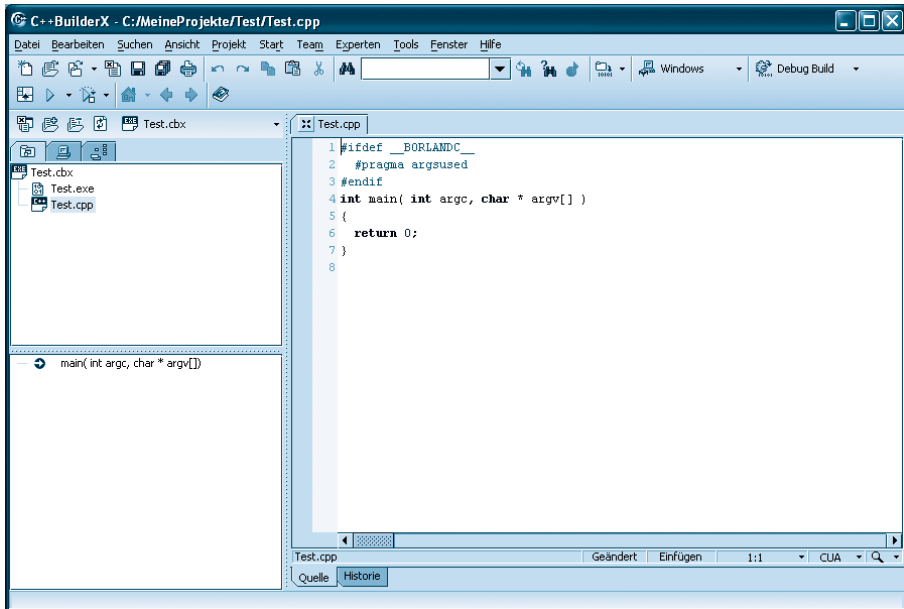 C++BuilderX - C:/MeineProjekte/Test/Test.cpp
Datei Bearbeiten Suchen Ansicht Projekt Start Team Experten Tools Fenster Hilfe
Windows Debug Build
Test.cbx
Test.cpp
Test.cbx
Test.exe
Test.cpp
1 #ifdef __BORLANDC__
2 #pragma argsused
3 #endif
4 int main( int argc, char * argv[] )
5 {
6 return 0;
7 }
8
main( int argc, char * argv[])
Test.cpp Geändert Einfügen 1:1 CUA
Quelle Historie